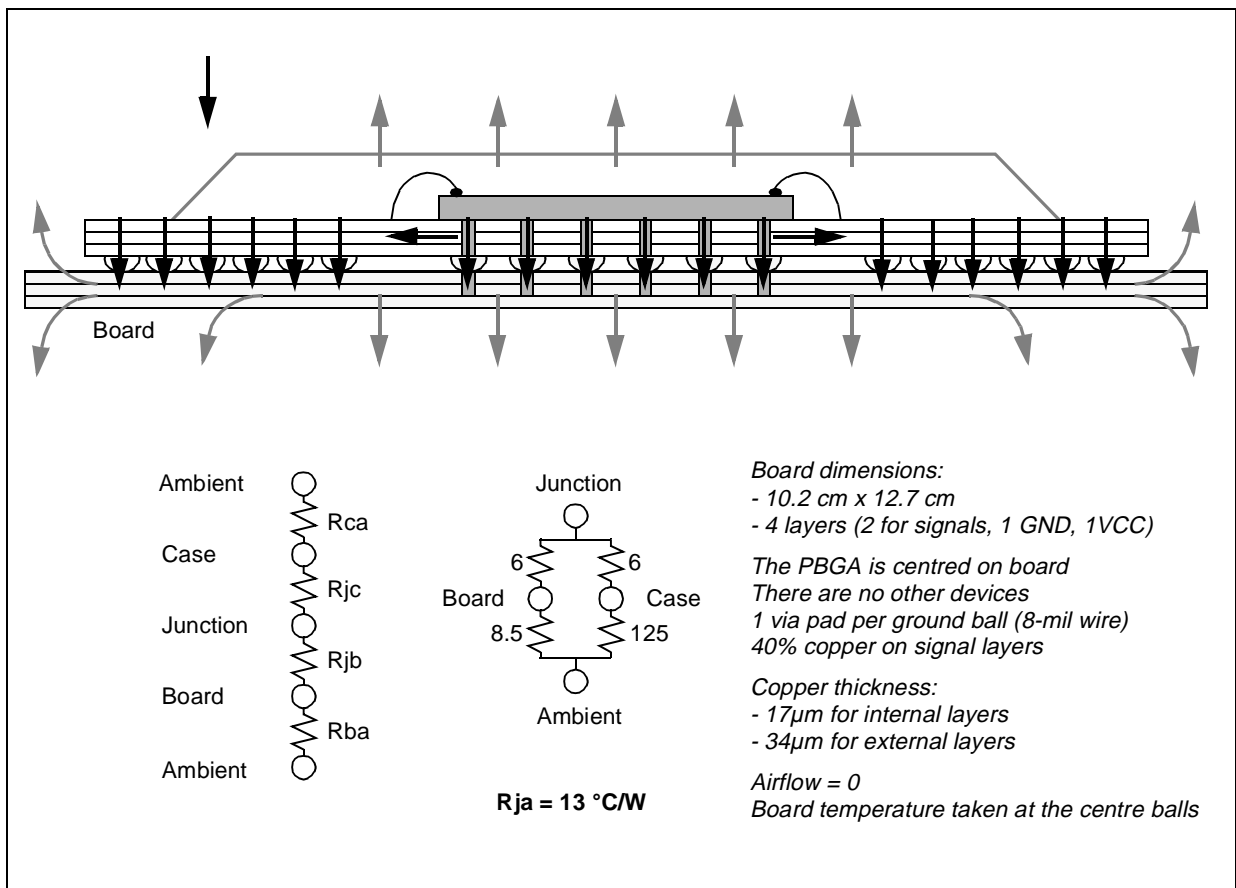 Board
Ambient
Rca
Case
Rjc
Junction
Rjb
Board
Rba
Ambient
Junction
6
6
Board
Case
8.5
125
Ambient
Rja = 13 °C/W
Board dimensions:
- 10.2 cm x 12.7 cm
- 4 layers (2 for signals, 1 GND, 1VCC)
The PBGA is centred on board
There are no other devices
1 via pad per ground ball (8-mil wire)
40% copper on signal layers
Copper thickness:
- 17µm for internal layers
- 34µm for external layers
Airflow = 0
Board temperature taken at the centre balls